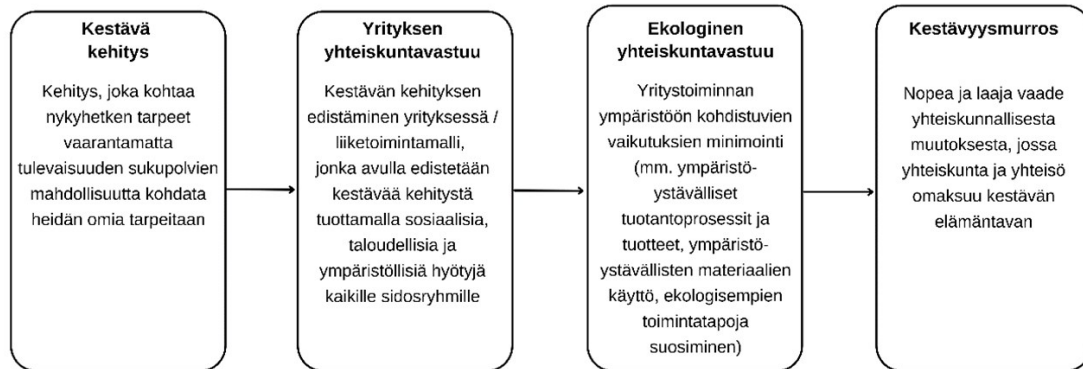 Kestävä
kehitys
Kehitys, joka kohtaa
nykyhetken tarpeet
vaarantamatta
tulevaisuuden sukupolvien
mahdollisuutta kohdata
heidän omia tarpeitaan
Yrityksen
yhteiskuntavastuu
Kestävän kehityksen
edistäminen yrityksessä /
liiketoimintamalli,
jonka avulla edistetään
kestävää kehitystä
tuottamalla sosiaalisia,
taloudellisia ja
ympäristöllisiä hyötyjä
kaikille sidosryhmille
Ekologinen
yhteiskuntavastuu
Yritystoiminnan
ympäristöön kohdistuvien
vaikutuksien minimointi
(mm. ympäristö-
ystävälliset
tuotantoprosessit ja
tuotteet, ympäristö-
ystävällisten materiaalien
käyttö, ekologisempien
toimintatapoja
suosiminen)
Kestävyysmurros
Nopea ja laaja vaade
yhteiskunnallisesta
muutoksesta, jossa
yhteiskunta ja yhteisö
omaksuu kestävän
elämäntavan